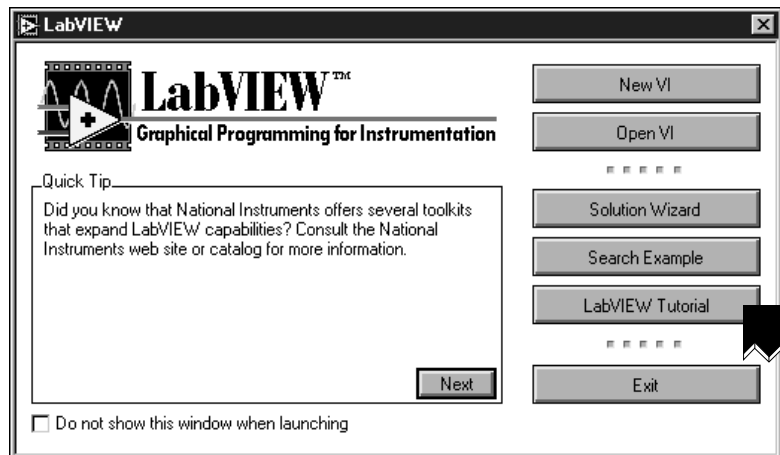 LabVIEW
LabVIEW™
Graphical Programming for Instrumentation
Quick Tip
Did you know that National Instruments offers several toolkits
that expand LabVIEW capabilities? Consult the National
Instruments web site or catalog for more information.
Next
Do not show this window when launching
New VI
Open VI
Solution Wizard
Search Example
LabVIEW Tutorial
Exit